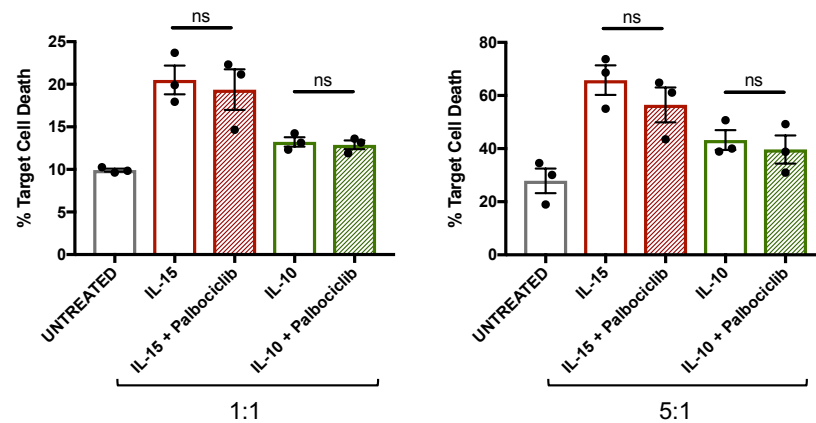 ns
ns
% Target Cell Death
25
20
15
10
5
0
UNTREATED
IL-15
IL-15 + Palbociclib
IL-10
IL-10 + Palbociclib
1:1
ns
ns
% Target Cell Death
80
60
40
20
0
UNTREATED
IL-15
IL-15 + Palbociclib
IL-10
IL-10 + Palbociclib
5:1